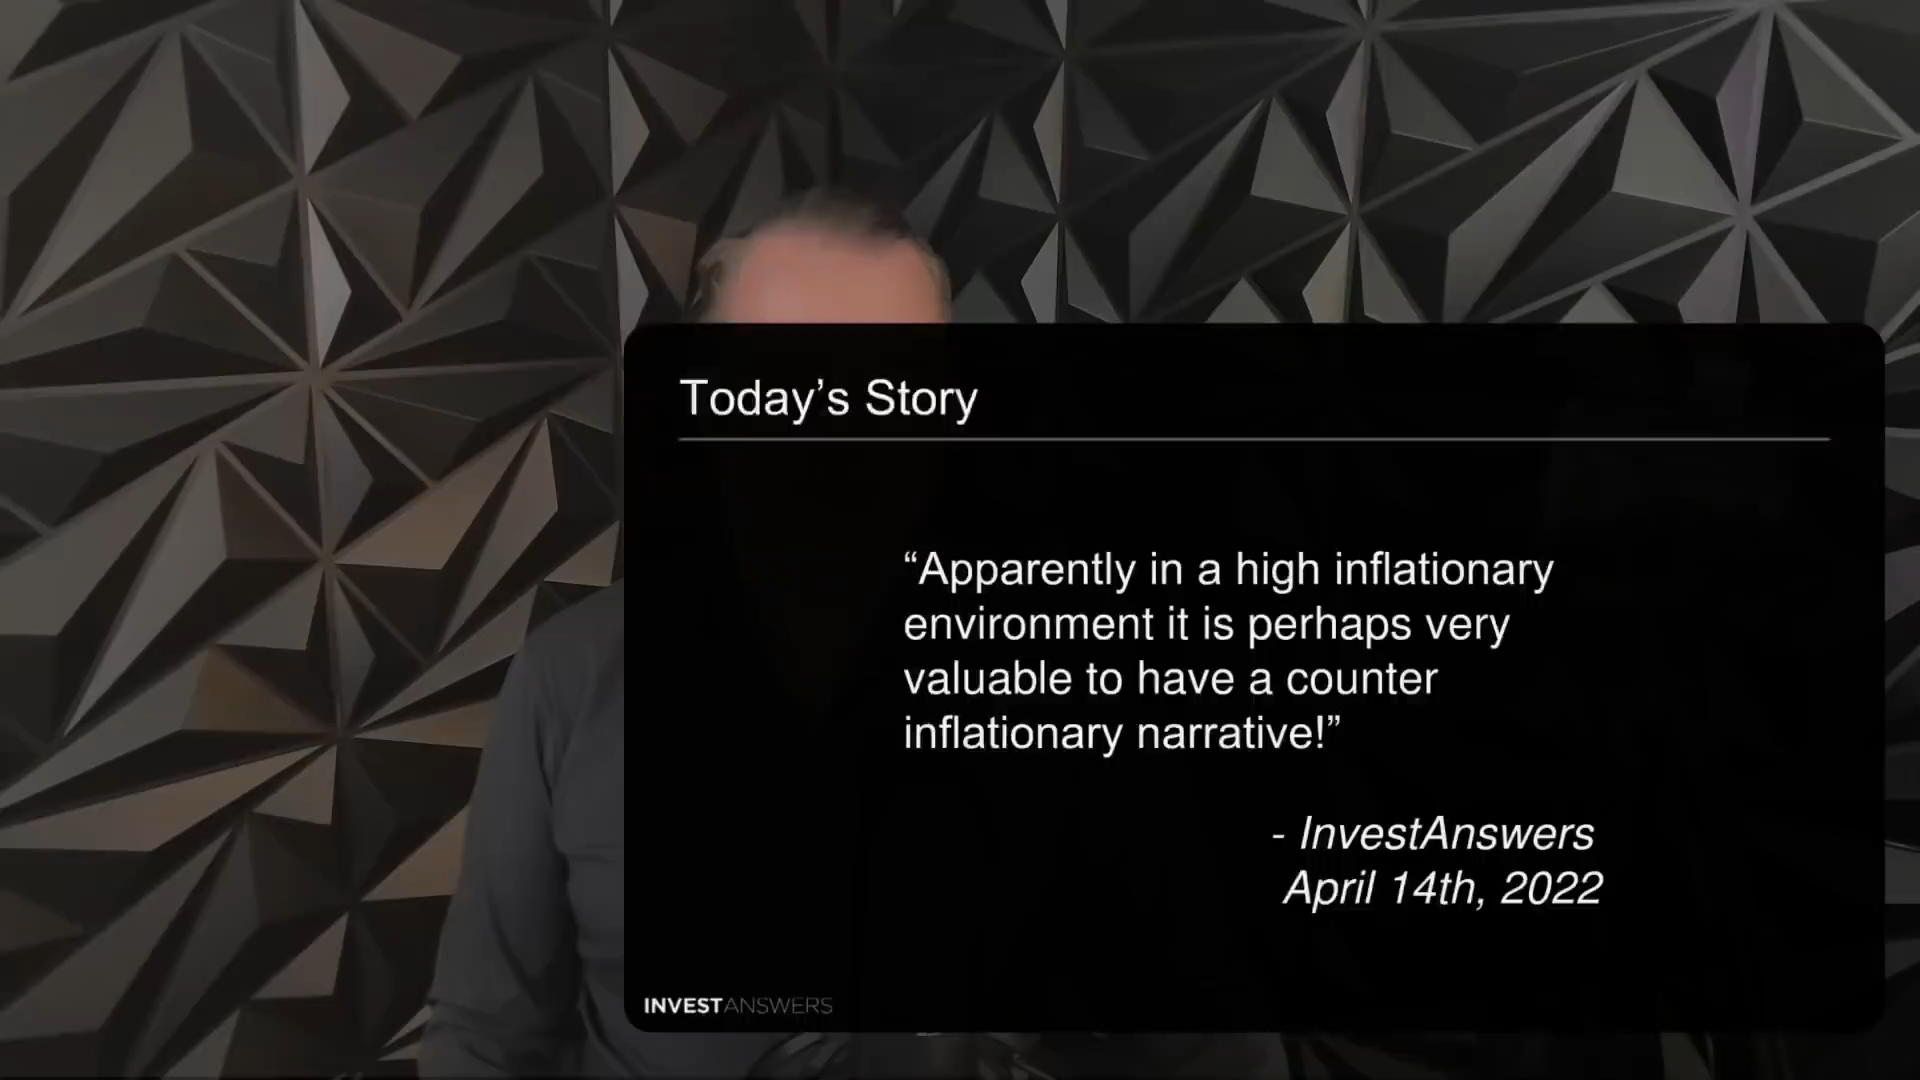 Today’s Story
“Apparently in a high inflationary
environment it is perhaps very
valuable to have a counter
inflationary narrative!”
- InvestAnswers
April 14th, 2022
INVESTANSWERS